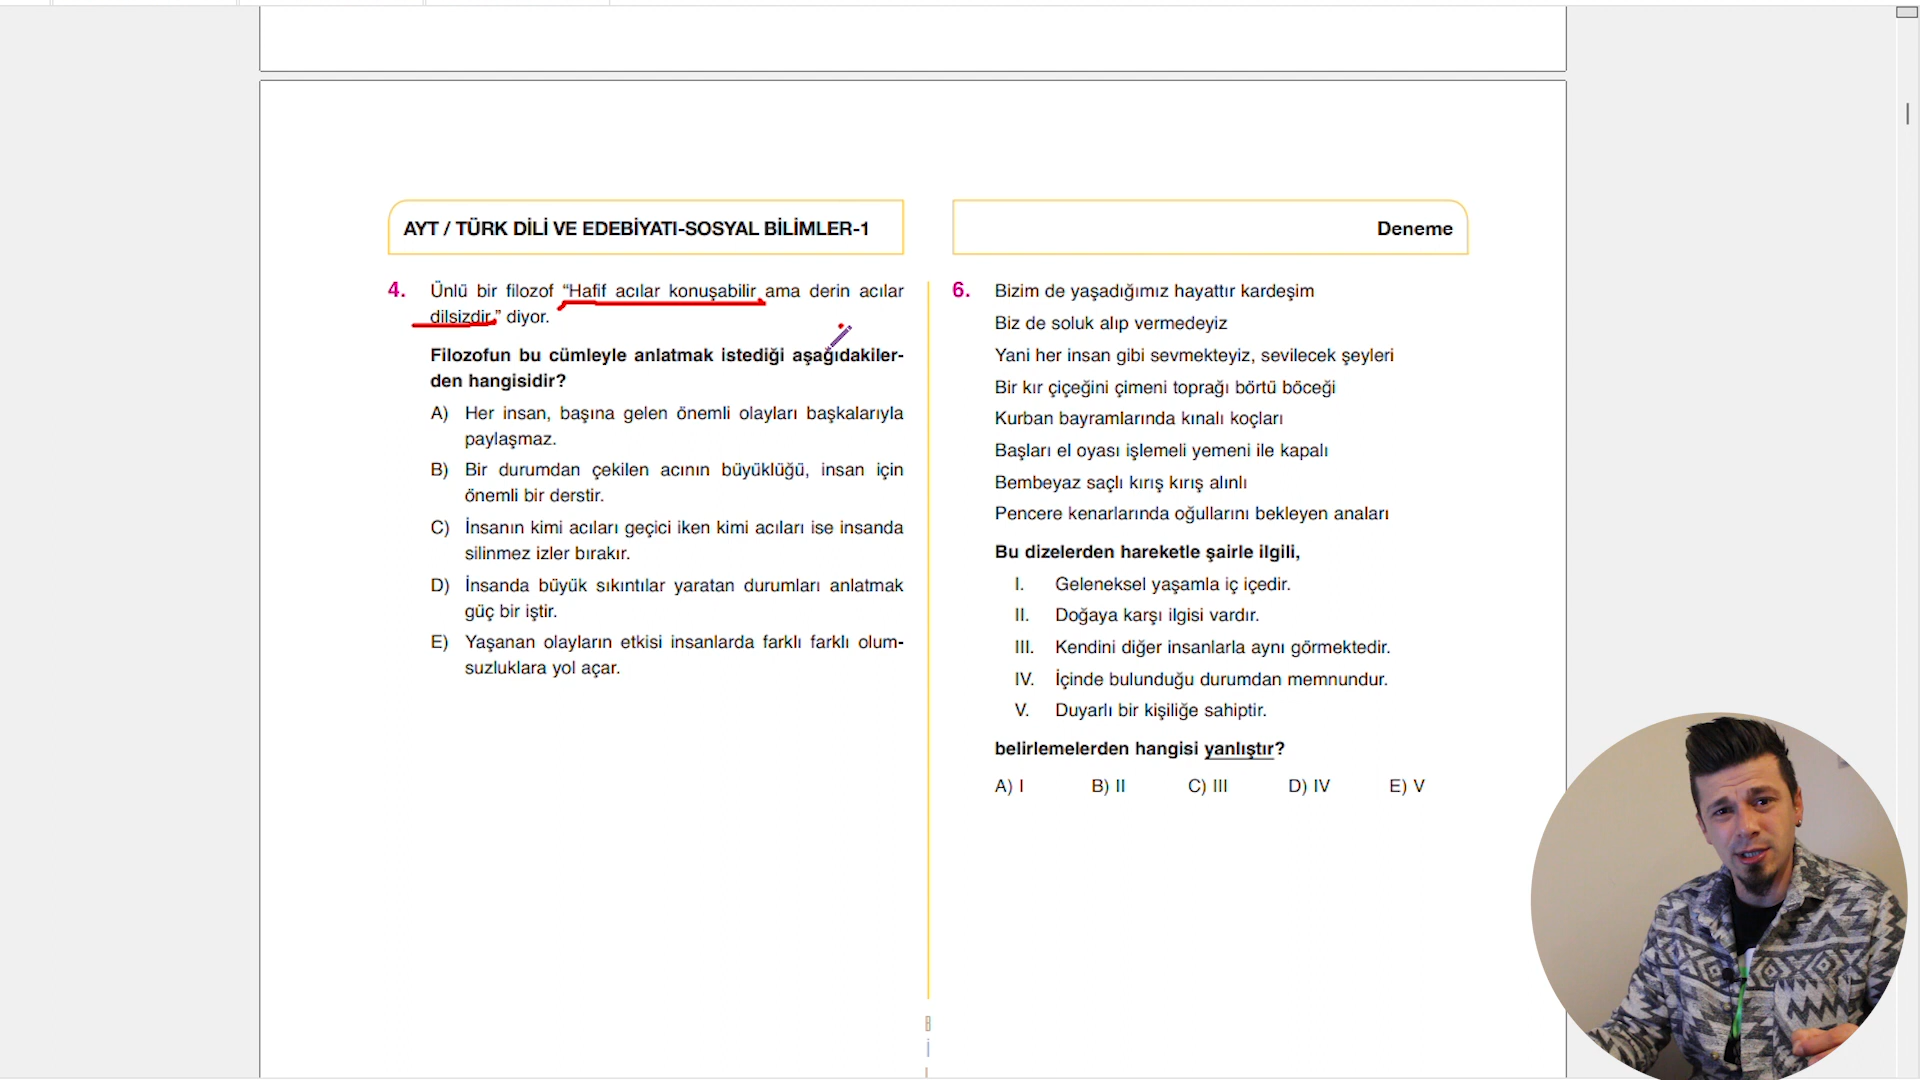 AYT / TÜRK DİLİ VE EDEBİYATI-SOSYAL BİLİMLER-1
Deneme
4. Ünlü bir filozof “Hafif acılar konuşabilir ama derin acılar
dilsizdir.” diyor.
Filozofun bu cümleyle anlatmak istediği aşağıdakiler-
den hangisidir?
A) Her insan, başına gelen önemli olayları başkalarıyla
paylaşmaz.
B) Bir durumdan çekilen acının büyüklüğü, insan için
önemli bir derstir.
C) İnsanın kimi acıları geçici iken kimi acıları ise insanda
silinmez izler bırakır.
D) İnsanda büyük sıkıntılar yaratan durumları anlatmak
güç bir iştir.
E) Yaşanan olayların etkisi insanlarda farklı farklı olum-
suzluklara yol açar.
6. Bizim de yaşadığımız hayattır kardeşim
Biz de soluk alıp vermedeyiz
Yani her insan gibi sevmekteyiz, sevilecek şeyleri
Bir kır çiçeğini çimeni toprağı börtü böceği
Kurban bayramlarında kınalı koçları
Başları el oyası işlemeli yemeni ile kapalı
Bembeyaz saçlı kırış kırış alınlı
Pencere kenarlarında oğullarını bekleyen anaları
Bu dizelerden hareketle şairle ilgili,
I. Geleneksel yaşamla iç içedir.
II. Doğaya karşı ilgisi vardır.
III. Kendini diğer insanlarla aynı görmektedir.
IV. İçinde bulunduğu durumdan memnundur.
V. Duyarlı bir kişiliğe sahiptir.
belirlemelerden hangisi yanlıştır?
A) I B) II C) III D) IV E) V